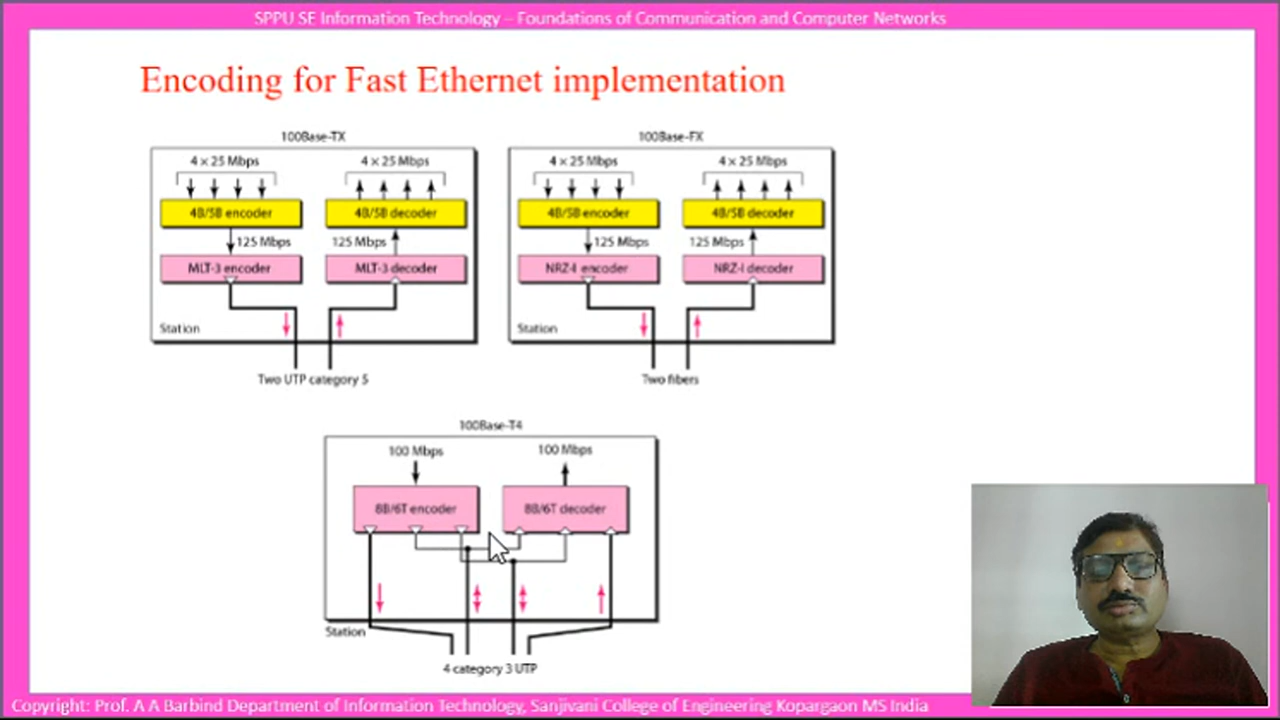 SPPU SE Information Technology – Foundations of Communication and Computer Networks
Encoding for Fast Ethernet implementation
100Base-TX
4 × 25 Mbps
4 × 25 Mbps
4B/5B encoder
4B/5B decoder
125 Mbps
125 Mbps
MLT-3 encoder
MLT-3 decoder
Station
Two UTP category 5
100Base-FX
4 × 25 Mbps
4 × 25 Mbps
4B/5B encoder
4B/5B decoder
125 Mbps
125 Mbps
NRZ-I encoder
NRZ-I decoder
Station
Two fibers
100Base-T4
100 Mbps
100 Mbps
8B/6T encoder
8B/6T decoder
Station
4 category 3 UTP
Copyright: Prof. A A Barbind Department of Information Technology, Sanjivani College of Engineering Kopargaon MS India